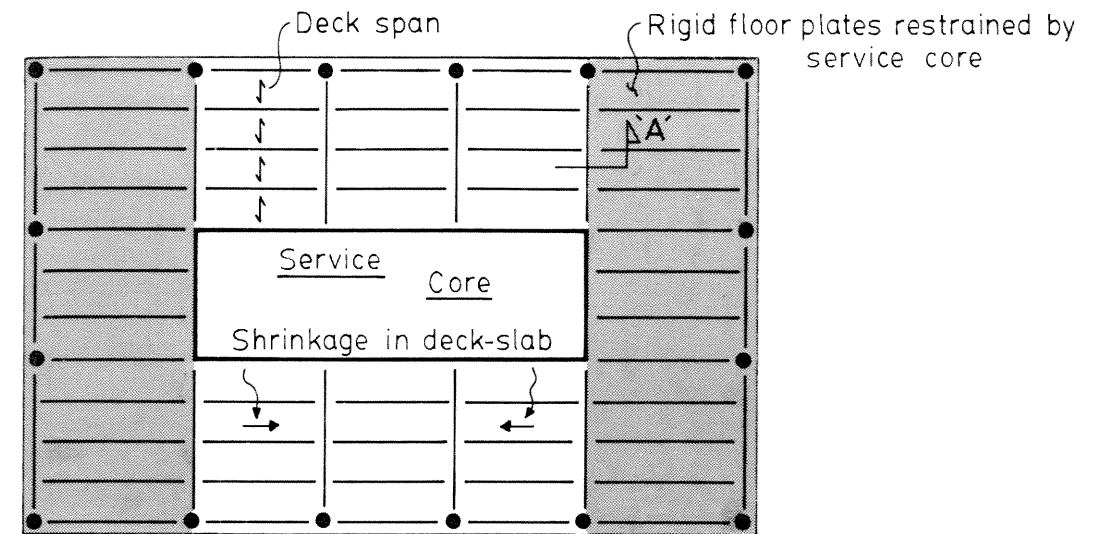 Deck span
Rigid floor plates restrained by
service core
'A'
Service
Core
Shrinkage in deck-slab